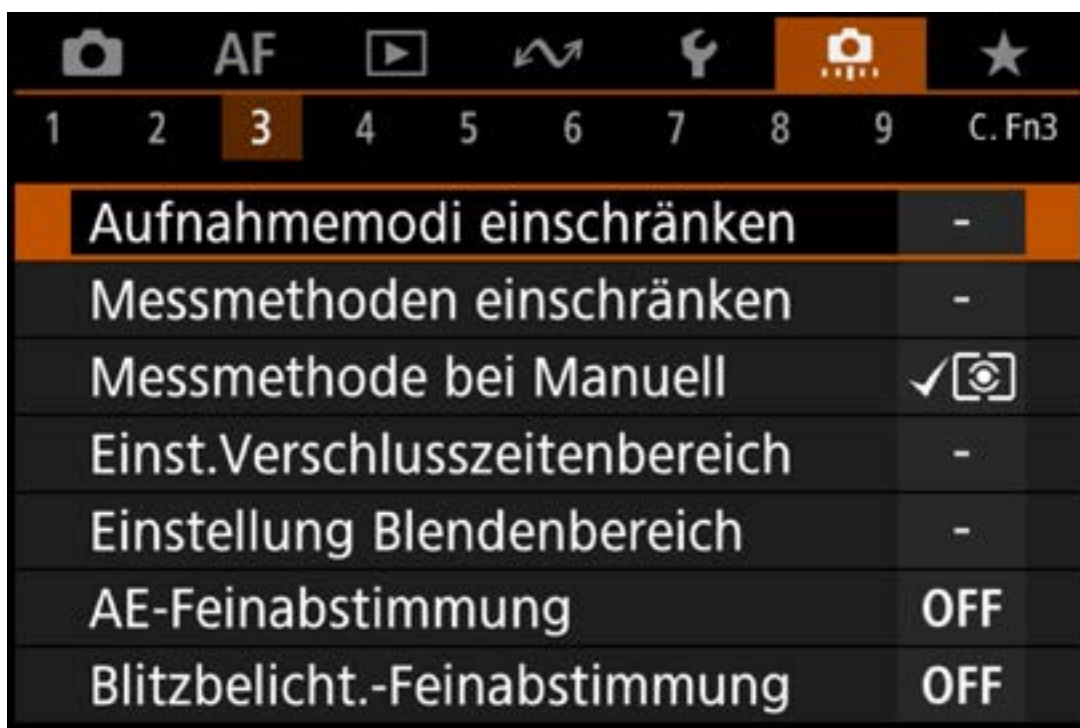 AF
1 2 3 4 5 6 7 8 9 C.Fn3
Aufnahmemodi einschränken -
Messmethoden einschränken -
Messmethode bei Manuell
Einst.Verschlusszeitenbereich -
Einstellung Blendenbereich -
AE-Feinabstimmung OFF
Blitzbelicht.-Feinabstimmung OFF